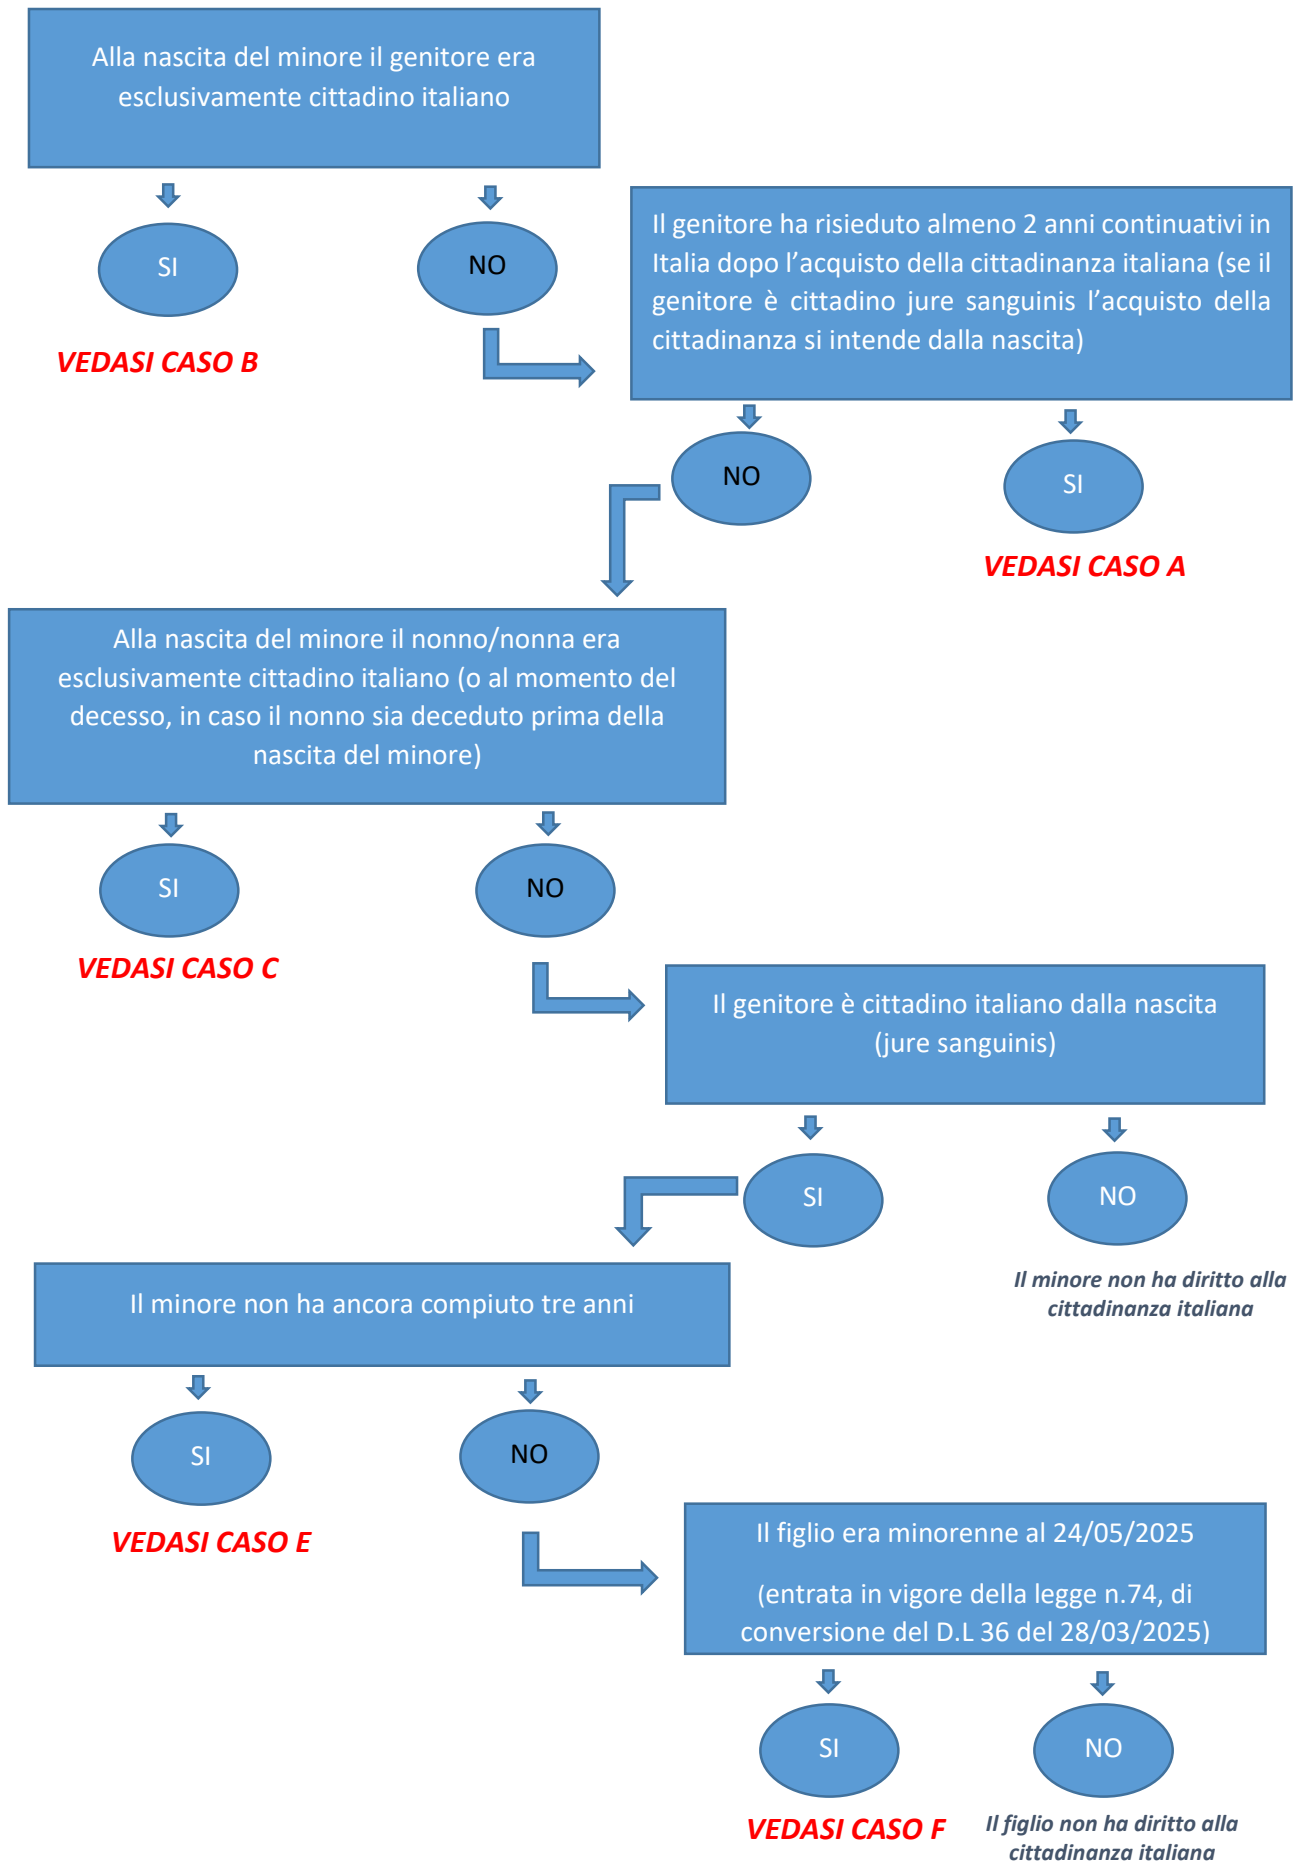 Alla nascita del minore il genitore era
esclusivamente cittadino italiano
SI
NO
VEDASI CASO B
Il genitore ha risieduto almeno 2 anni continuativi in
Italia dopo l’acquisto della cittadinanza italiana (se il
genitore è cittadino jure sanguinis l’acquisto della
cittadinanza si intende dalla nascita)
NO
SI
VEDASI CASO A
Alla nascita del minore il nonno/nonna era
esclusivamente cittadino italiano (o al momento del
decesso, in caso il nonno sia deceduto prima della
nascita del minore)
SI
NO
VEDASI CASO C
Il genitore è cittadino italiano dalla nascita
(jure sanguinis)
SI
NO
Il minore non ha diritto alla
cittadinanza italiana
Il minore non ha ancora compiuto tre anni
SI
NO
VEDASI CASO E
Il figlio era minorenne al 24/05/2025
(entrata in vigore della legge n.74, di
conversione del D.L 36 del 28/03/2025)
SI
NO
VEDASI CASO F
Il figlio non ha diritto alla
cittadinanza italiana